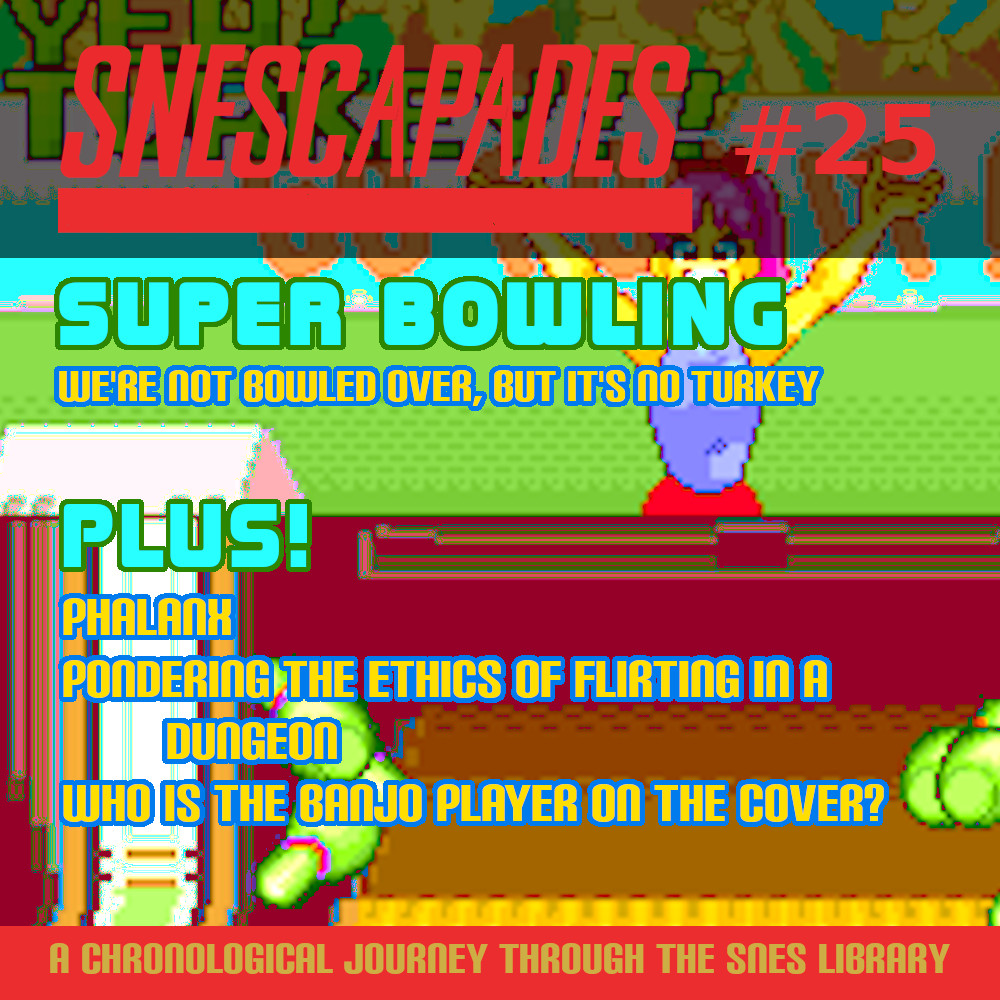 SNESCAPADES
#25
SUPER BOWLING
WE'RE NOT BOWLED OVER, BUT IT'S NO TURKEY
PLUS!
PHALANX
PONDERING THE ETHICS OF FLIRTING IN A
DUNGEON
WHO IS THE BANJO PLAYER ON THE COVER?
A CHRONOLOGICAL JOURNEY THROUGH THE SNES LIBRARY